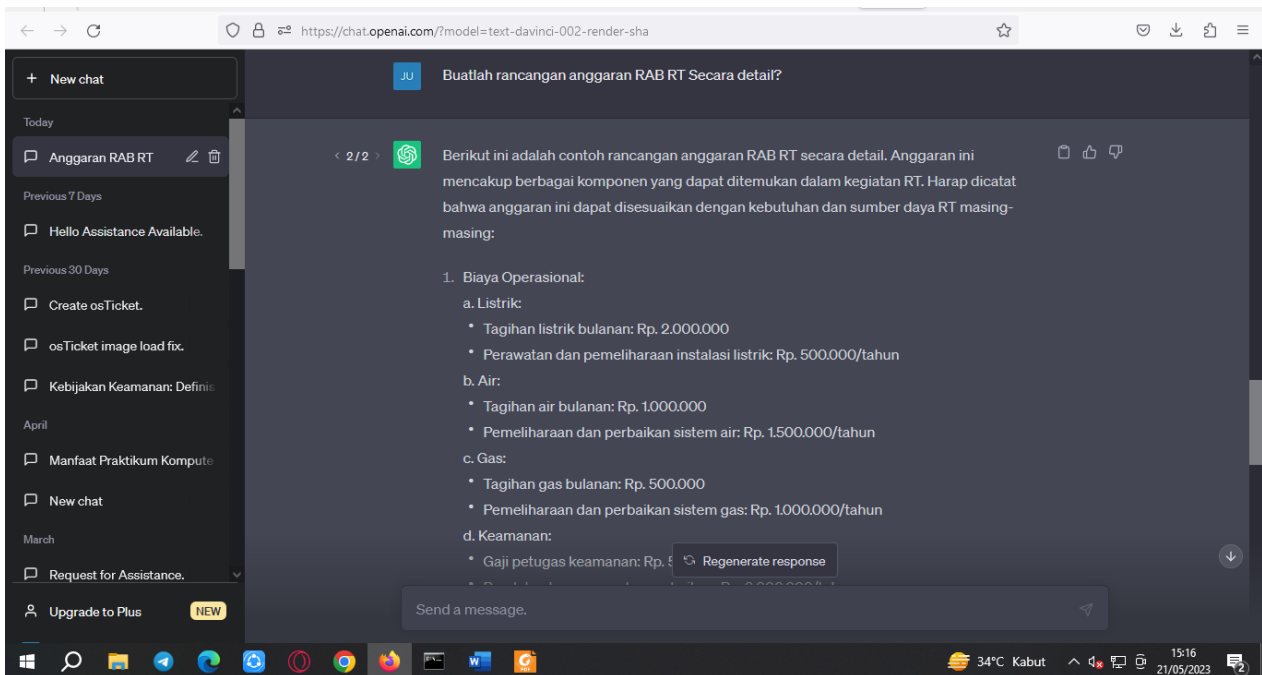 https://chat.openai.com/?model=text-davinci-002-render-sha
+ New chat
Today
Anggaran RAB RT
Previous 7 Days
Hello Assistance Available.
Previous 30 Days
Create osTicket.
osTicket image load fix.
Kebijakan Keamanan: Definis
April
Manfaat Praktikum Kompute
New chat
March
Request for Assistance.
Upgrade to Plus NEW
JU Buatlah rancangan anggaran RAB RT Secara detail?
< 2/2 >
Berikut ini adalah contoh rancangan anggaran RAB RT secara detail. Anggaran ini
mencakup berbagai komponen yang dapat ditemukan dalam kegiatan RT. Harap dicatat
bahwa anggaran ini dapat disesuaikan dengan kebutuhan dan sumber daya RT masing-
masing:
1. Biaya Operasional:
a. Listrik:
• Tagihan listrik bulanan: Rp. 2.000.000
• Perawatan dan pemeliharaan instalasi listrik: Rp. 500.000/tahun
b. Air:
• Tagihan air bulanan: Rp. 1.000.000
• Pemeliharaan dan perbaikan sistem air: Rp. 1.500.000/tahun
c. Gas:
• Tagihan gas bulanan: Rp. 500.000
• Pemeliharaan dan perbaikan sistem gas: Rp. 1.000.000/tahun
d. Keamanan:
• Gaji petugas keamanan: Rp.
Regenerate response
Send a message.
34°C Kabut
15:16
21/05/2023
2